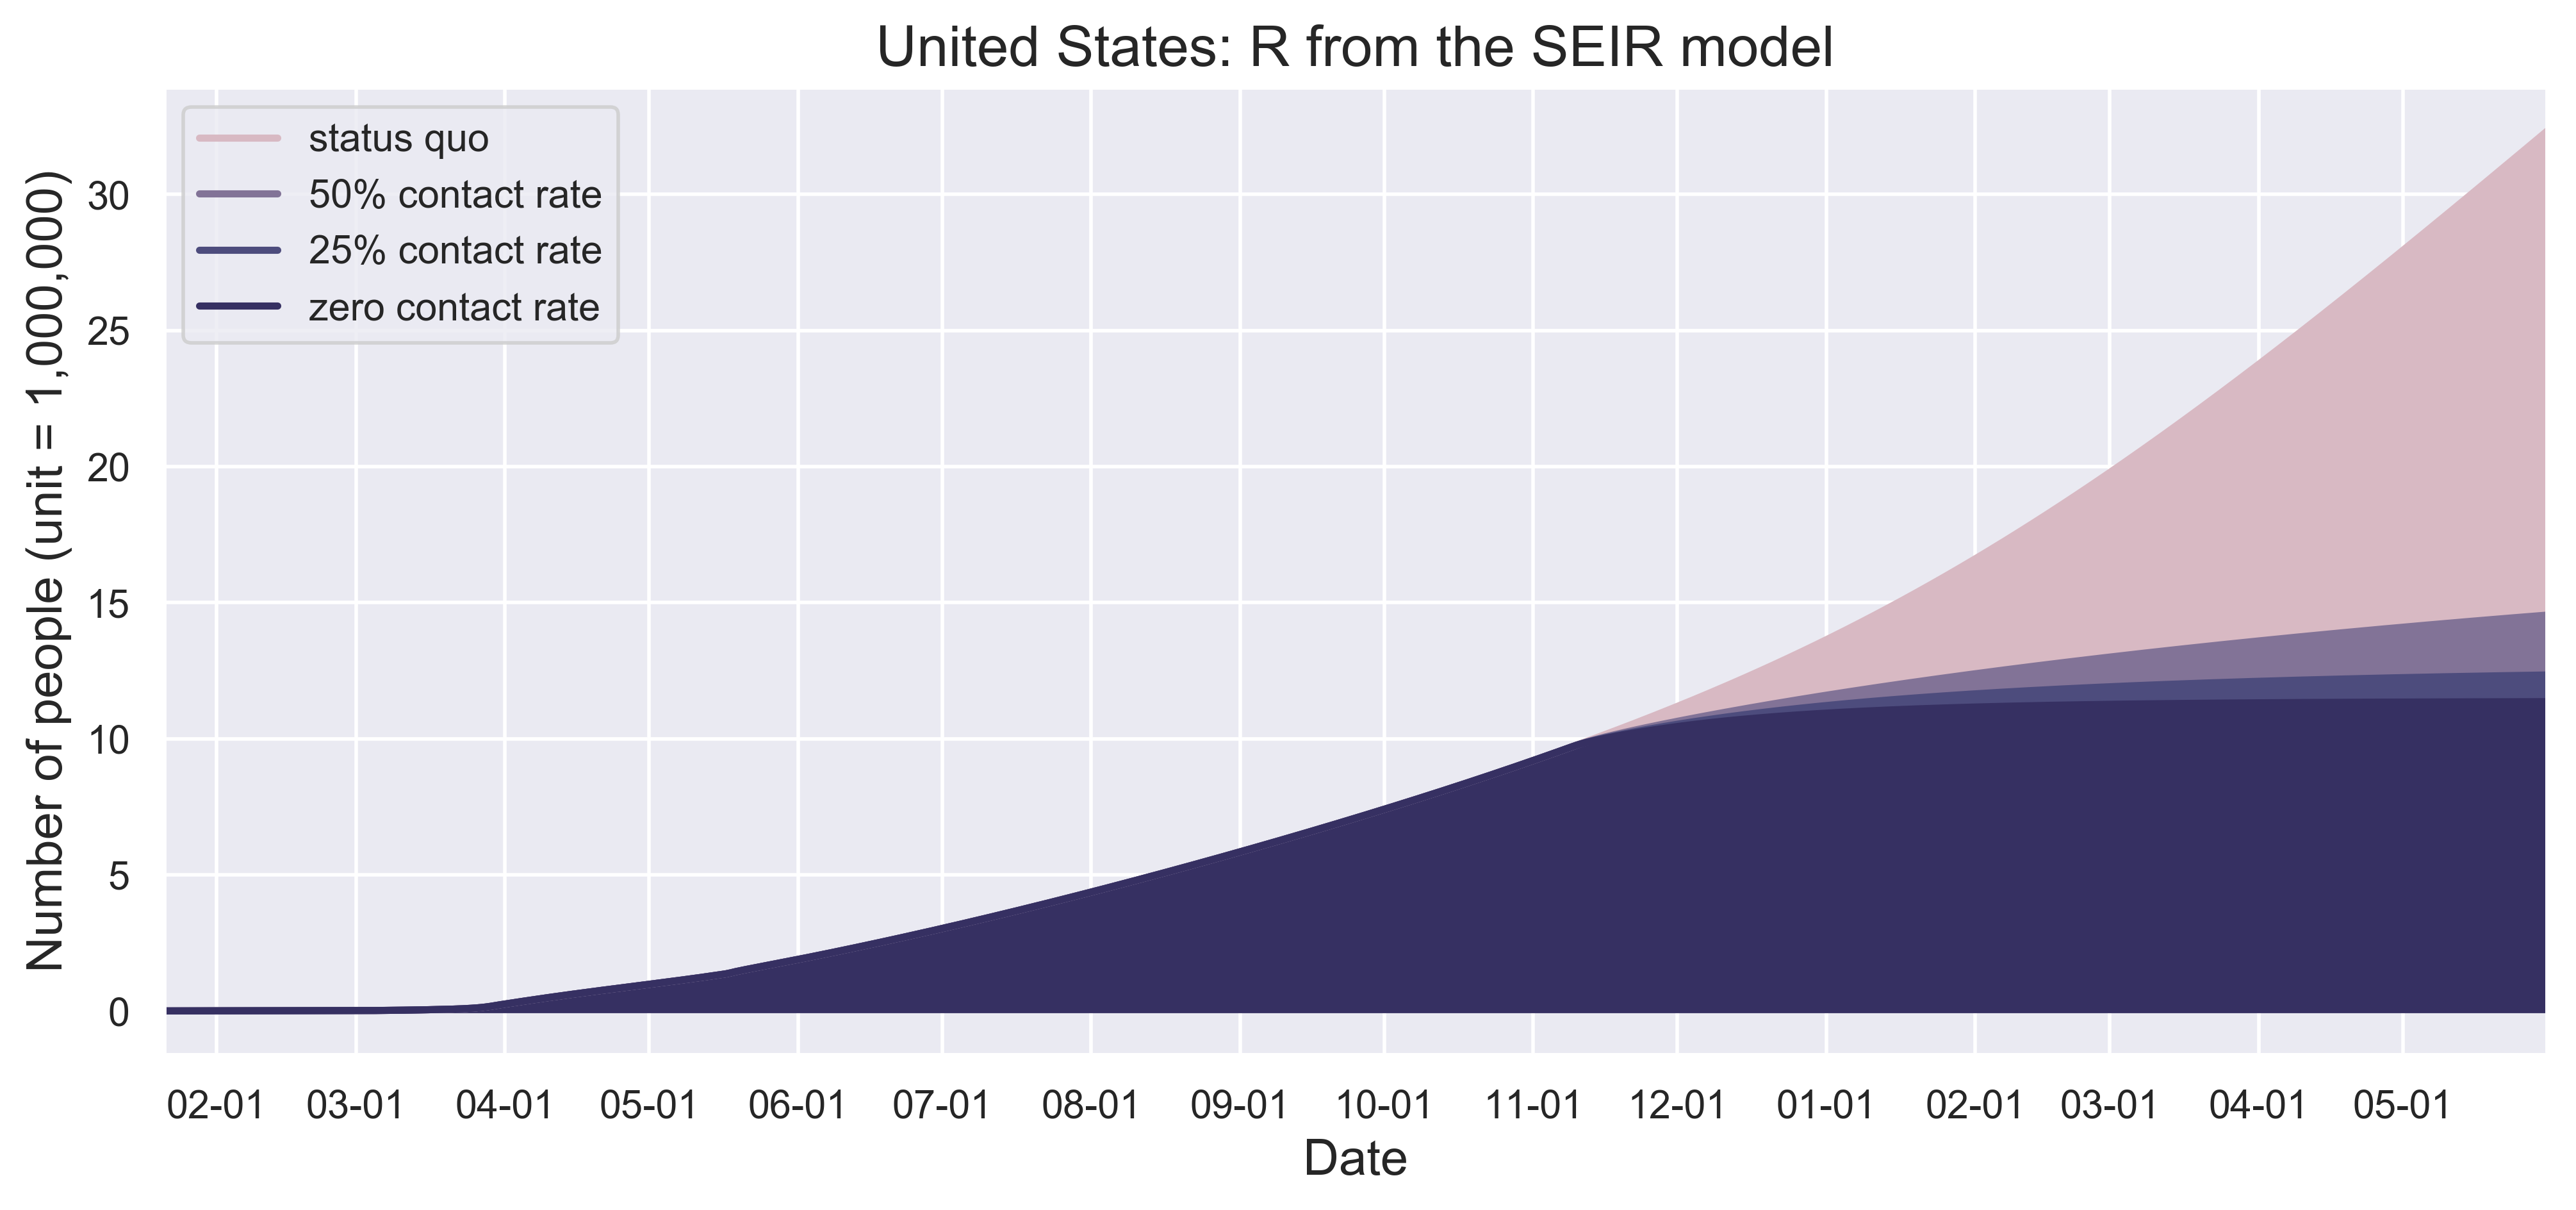 United States: R from the SEIR model
status quo
50% contact rate
25% contact rate
zero contact rate
Number of people (unit = 1,000,000)
30
25
20
15
10
5
0
02-01 03-01 04-01 05-01 06-01 07-01 08-01 09-01 10-01 11-01 12-01 01-01 02-01 03-01 04-01 05-01
Date